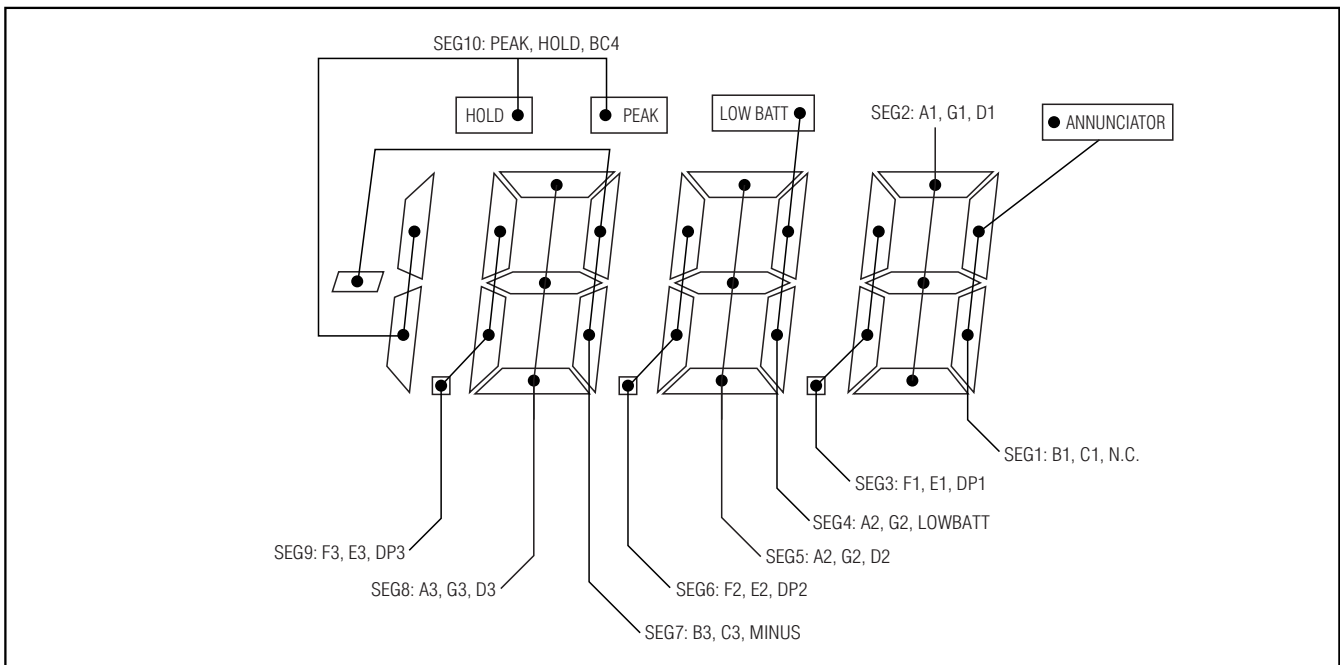 SEG10: PEAK, HOLD, BC4
HOLD
PEAK
LOW BATT
SEG2: A1, G1, D1
ANNUNCIATOR
SEG1: B1, C1, N.C.
SEG3: F1, E1, DP1
SEG4: A2, G2, LOWBATT
SEG9: F3, E3, DP3
SEG5: A2, G2, D2
SEG8: A3, G3, D3
SEG6: F2, E2, DP2
SEG7: B3, C3, MINUS